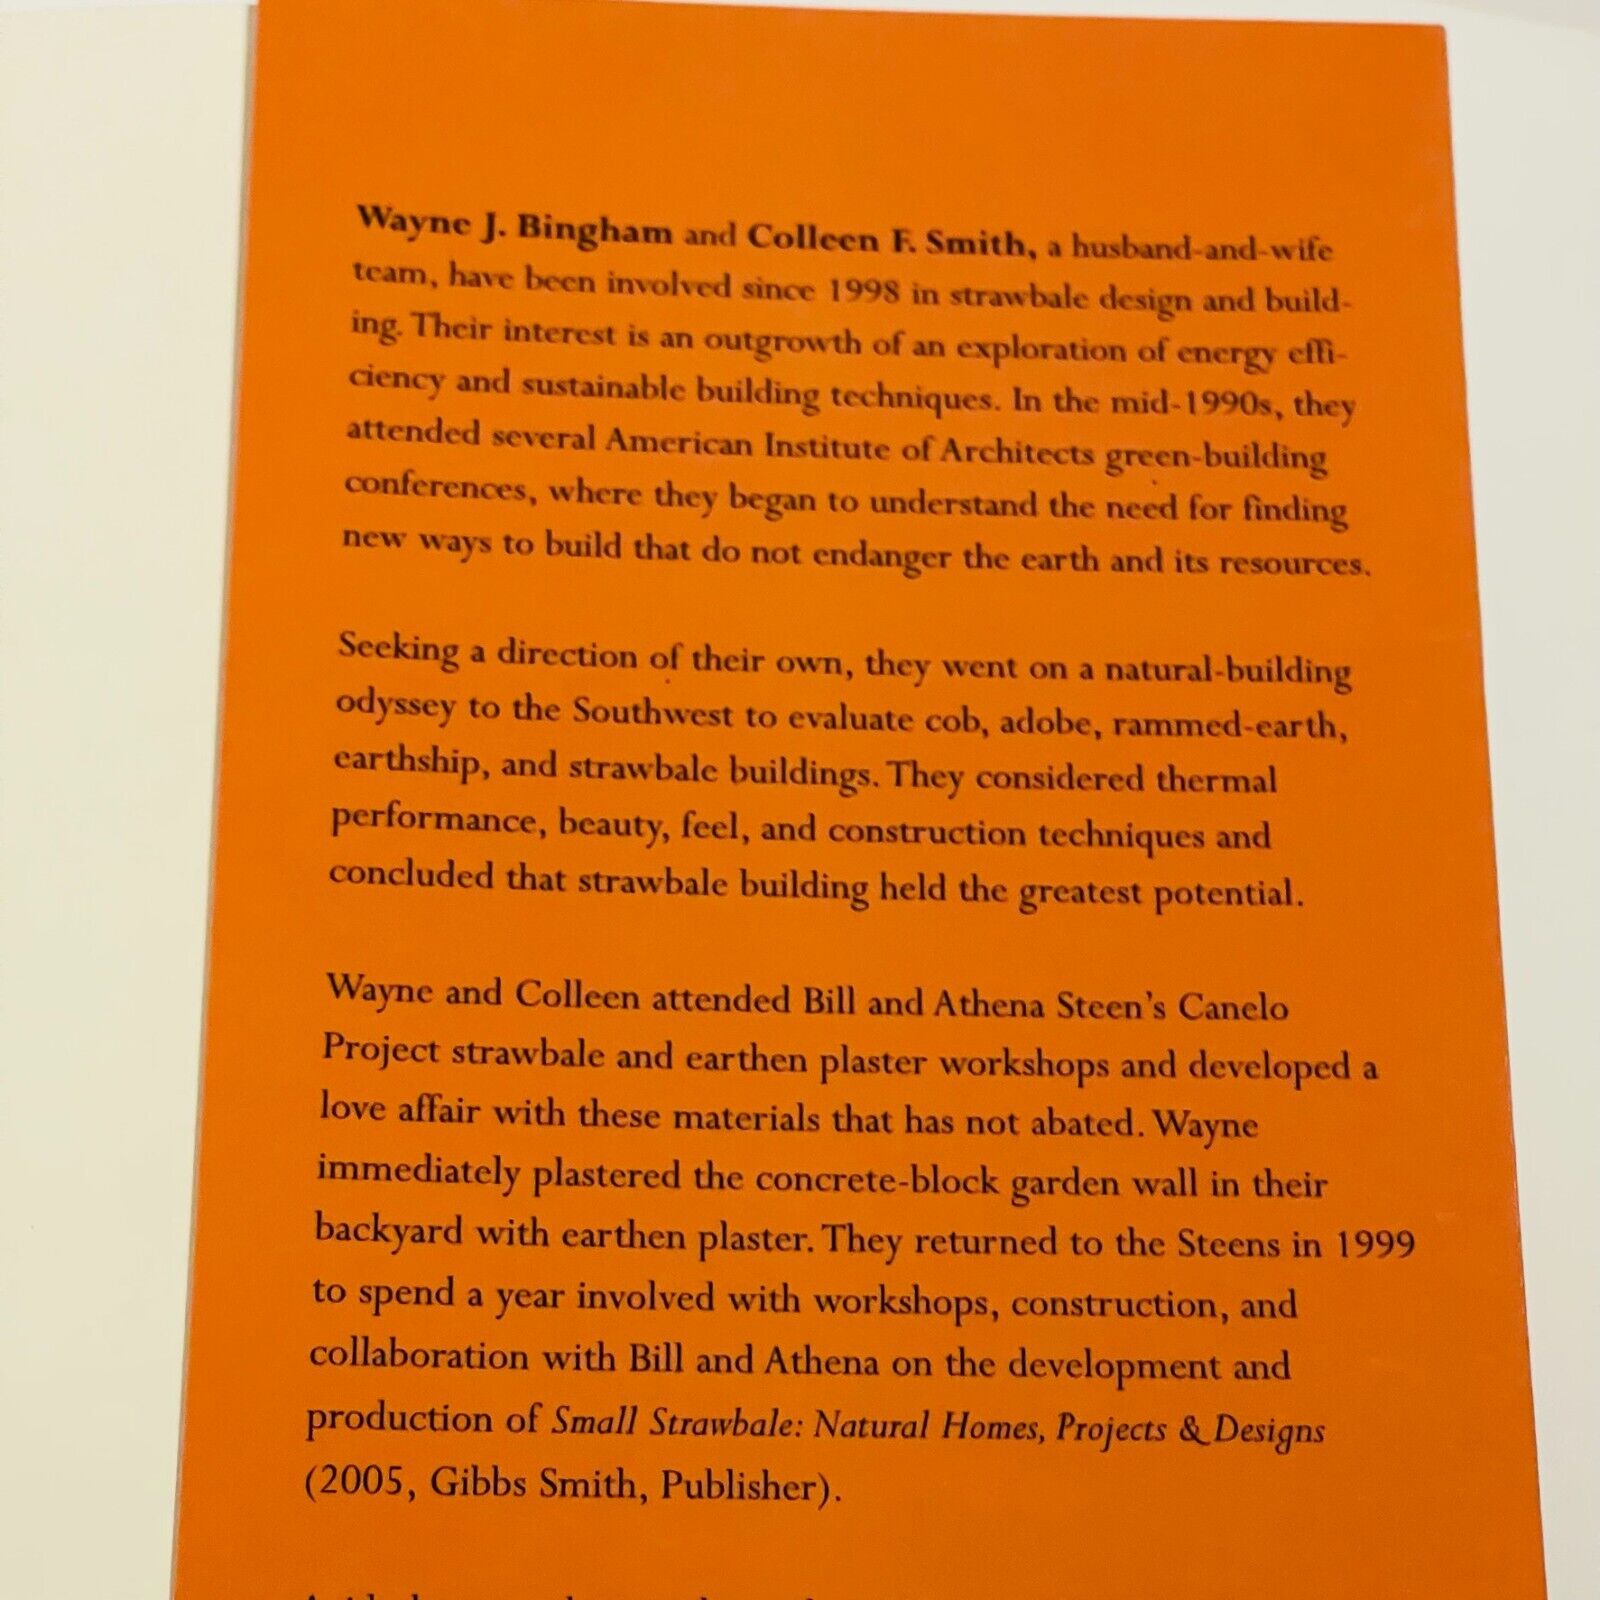 Wayne J. Bingham and Colleen F. Smith, a husband-and-wife
team, have been involved since 1998 in strawbale design and build-
ing. Their interest is an outgrowth of an exploration of energy effi-
ciency and sustainable building techniques. In the mid-1990s, they
attended several American Institute of Architects green-building
conferences, where they began to understand the need for finding
new ways to build that do not endanger the earth and its resources.
Seeking a direction of their own, they went on a natural-building
odyssey to the Southwest to evaluate cob, adobe, rammed-earth,
earthship, and strawbale buildings. They considered thermal
performance, beauty, feel, and construction techniques and
concluded that strawbale building held the greatest potential.
Wayne and Colleen attended Bill and Athena Steen's Canelo
Project strawbale and earthen plaster workshops and developed a
love affair with these materials that has not abated. Wayne
immediately plastered the concrete-block garden wall in their
backyard with earthen plaster. They returned to the Steens in 1999
to spend a year involved with workshops, construction, and
collaboration with Bill and Athena on the development and
production of Small Strawbale: Natural Homes, Projects & Designs
(2005, Gibbs Smith, Publisher).